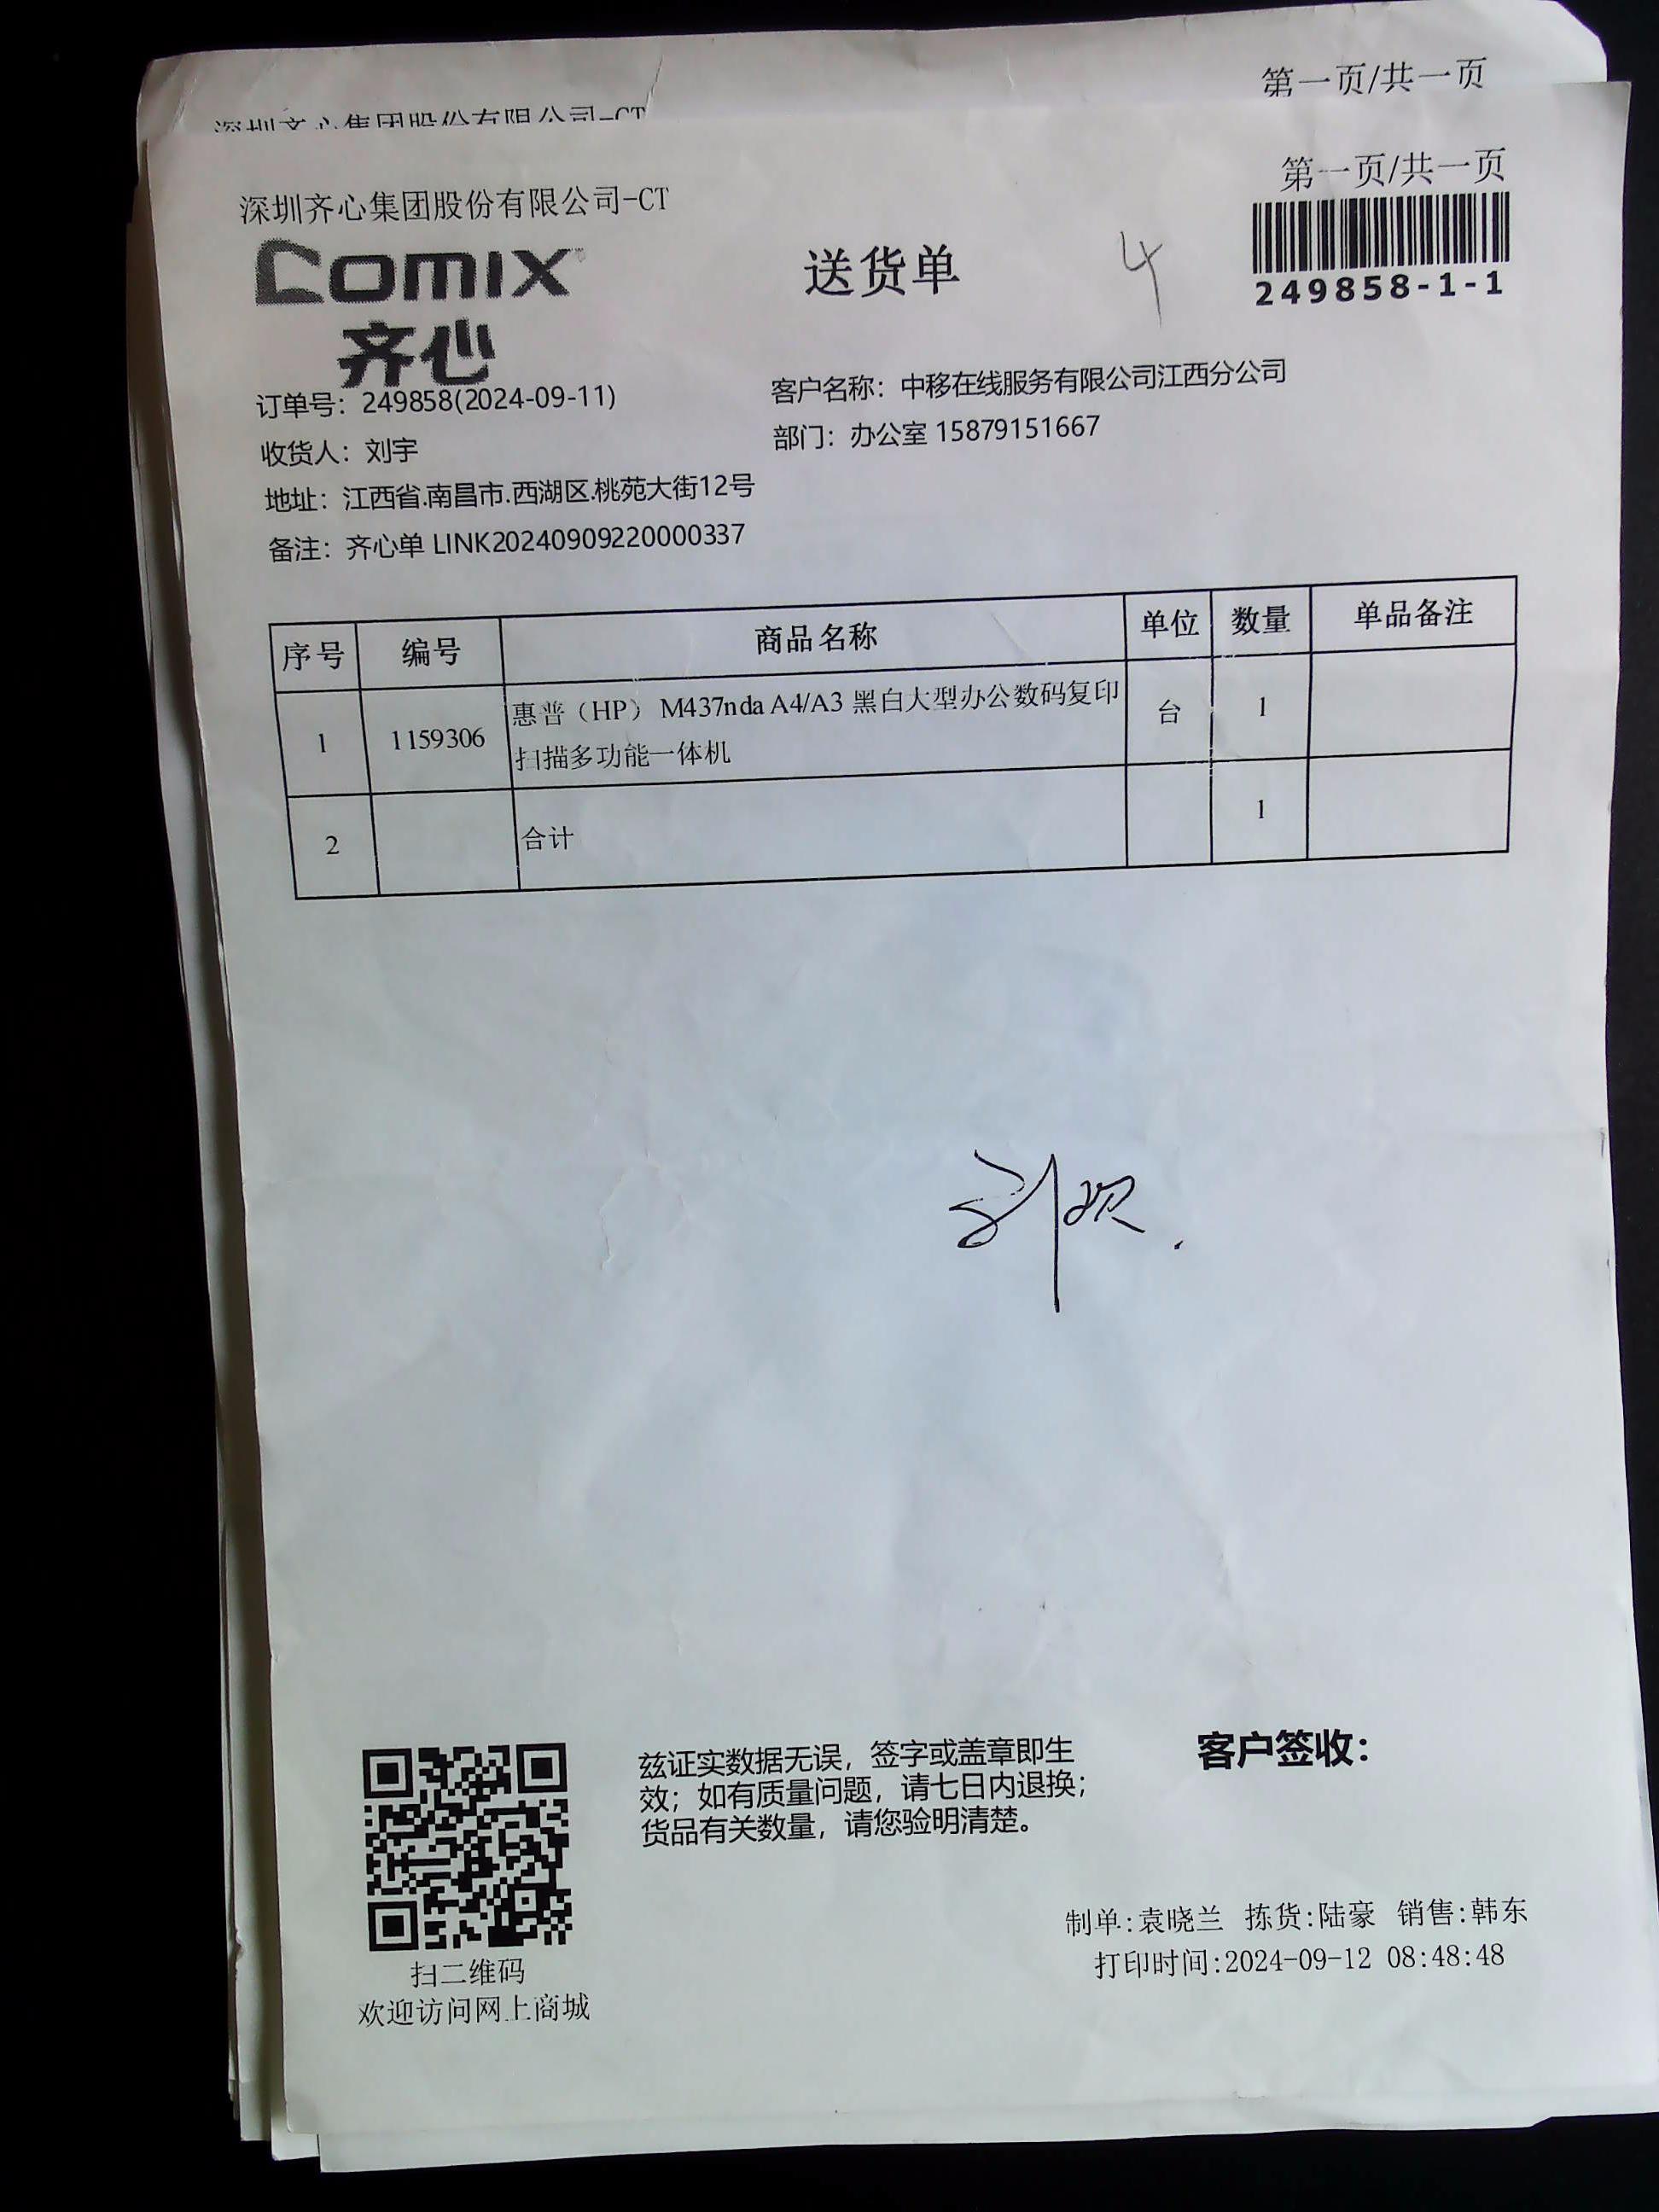 第一页/共一页
深圳齐心集团股份有限公司-CT
第一页/共一页
深圳齐心集团股份有限公司-CT
comix
齐心
送货单
4
249858-1-1
订单号：249858(2024-09-11)
客户名称：中移在线服务有限公司江西分公司
收货人：刘宇
部门：办公室 15879151667
地址：江西省.南昌市.西湖区.桃苑大街12号
备注：齐心单 LINK20240909220000337
序号 编号 商品名称 单位 数量 单品备注
1 1159306 惠普（HP） M437nda A4/A3 黑白大型办公数码复印 台 1
扫描多功能一体机
2 合计 1
兹证实数据无误，签字或盖章即生
效；如有质量问题，请七日内退换；
货品有关数量，请您验明清楚。
客户签收：
扫二维码
欢迎访问网上商城
制单:袁晓兰 拣货:陆豪 销售:韩东
打印时间:2024-09-12 08:48:48